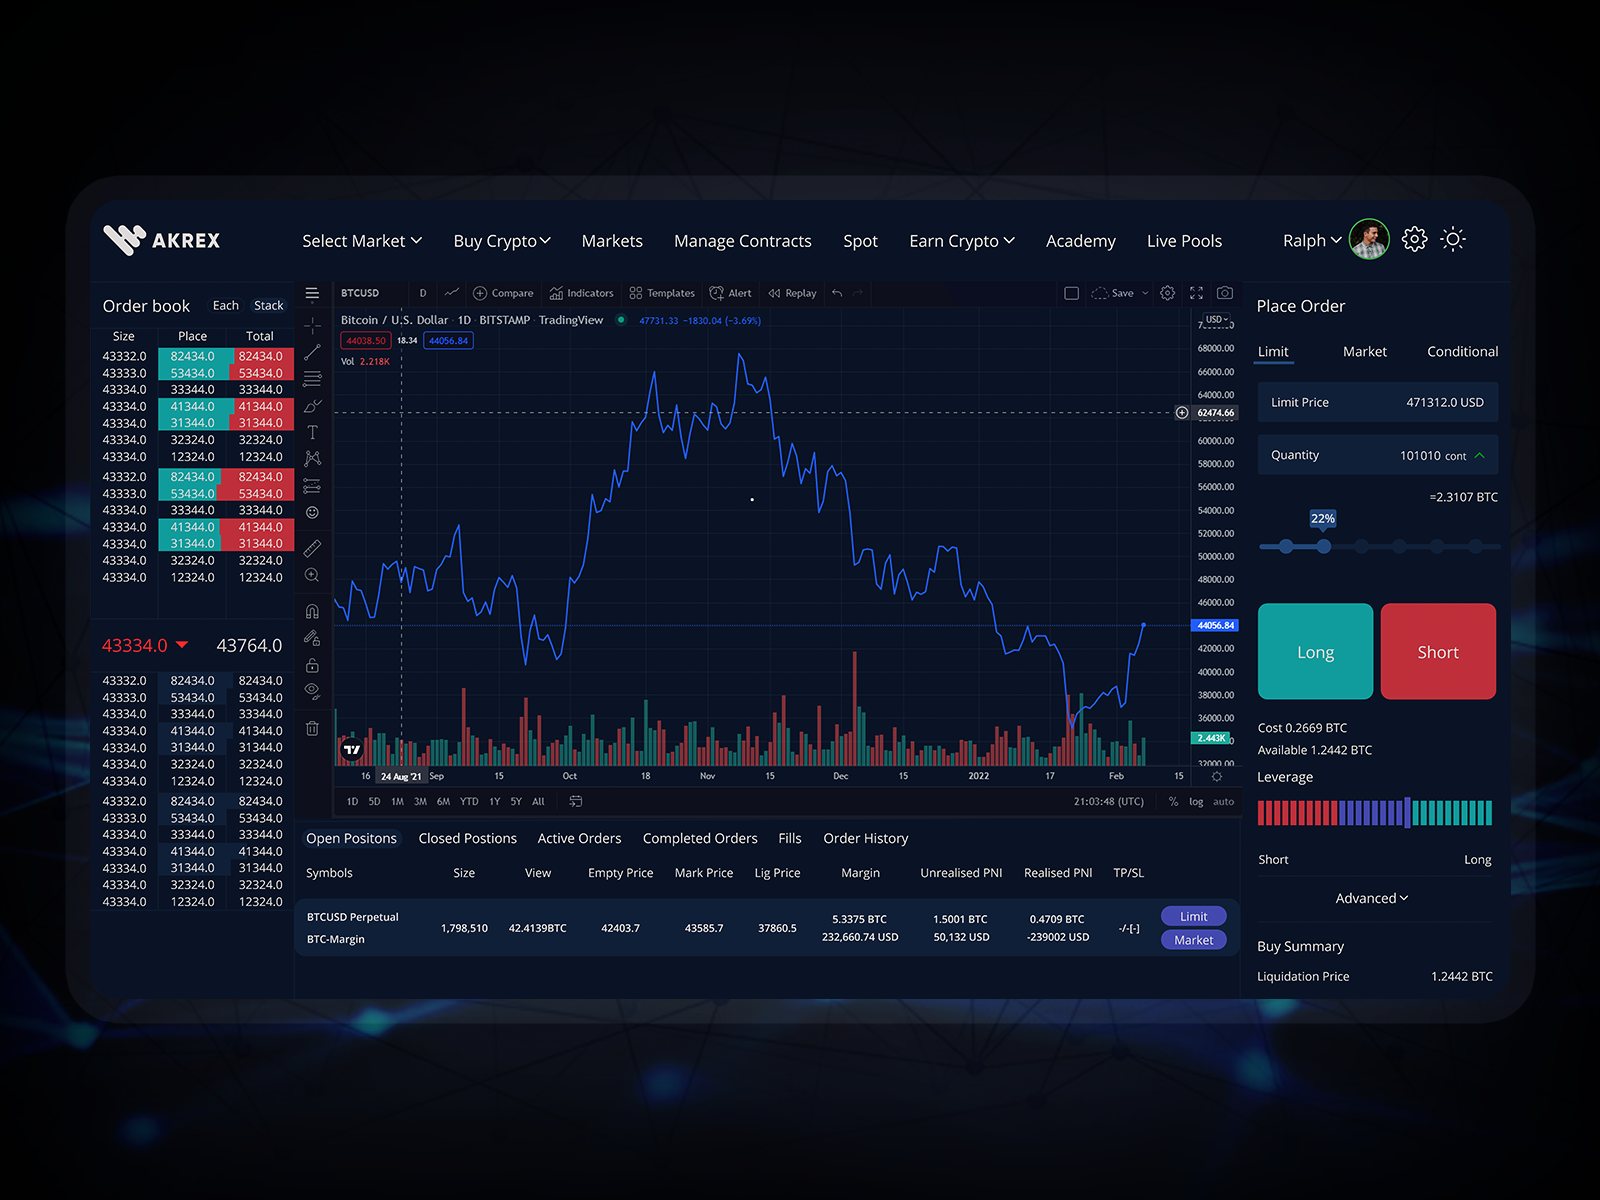 AKREX
Select Market
Buy Crypto
Markets
Manage Contracts
Spot
Earn Crypto
Academy
Live Pools
Ralph
Order book Each Stack
Size Place Total
43332.0 82434.0 82434.0
43333.0 53434.0 53434.0
43334.0 33344.0 33344.0
43334.0 41344.0 41344.0
43334.0 31344.0 31344.0
43334.0 32324.0 32324.0
43334.0 12324.0 12324.0
43332.0 82434.0 82434.0
43333.0 53434.0 53434.0
43334.0 33344.0 33344.0
43334.0 41344.0 41344.0
43334.0 31344.0 31344.0
43334.0 32324.0 32324.0
43334.0 12324.0 12324.0
43334.0 43764.0
43332.0 82434.0 82434.0
43333.0 53434.0 53434.0
43334.0 33344.0 33344.0
43334.0 41344.0 41344.0
43334.0 31344.0 31344.0
43334.0 32324.0 32324.0
43334.0 12324.0 12324.0
43332.0 82434.0 82434.0
43333.0 53434.0 53434.0
43334.0 33344.0 33344.0
43334.0 41344.0 41344.0
43334.0 31344.0 31344.0
43334.0 32324.0 32324.0
43334.0 12324.0 12324.0
BTCUSD D Compare Indicators Templates Alert Replay Save
Bitcoin / U.S. Dollar · 1D · BITSTAMP · TradingView 47731.33 −1830.04 (−3.69%)
44038.50 18.34 44056.84
Vol 2.218K
USD
68000.00
66000.00
64000.00
62474.66
60000.00
58000.00
56000.00
54000.00
52000.00
50000.00
48000.00
46000.00
44056.84
42000.00
40000.00
38000.00
36000.00
2.443K
32000.00
16 24 Aug '21 Sep 15 Oct 18 Nov 15 Dec 15 2022 17 Feb 15
1D 5D 1M 3M 6M YTD 1Y 5Y All 21:03:48 (UTC) % log auto
Open Positons Closed Postions Active Orders Completed Orders Fills Order History
Symbols Size View Empty Price Mark Price Lig Price Margin Unrealised PNI Realised PNI TP/SL
BTCUSD Perpetual
BTC-Margin
1,798,510 42.4139BTC 42403.7 43585.7 37860.5
5.3375 BTC 1.5001 BTC 0.4709 BTC
232,660.74 USD 50,132 USD -239002 USD
-/-[-]
Limit
Market
Place Order
Limit Market Conditional
Limit Price 471312.0 USD
Quantity 101010 cont
=2.3107 BTC
22%
Long Short
Cost 0.2669 BTC
Available 1.2442 BTC
Leverage
Short Long
Advanced
Buy Summary
Liquidation Price 1.2442 BTC